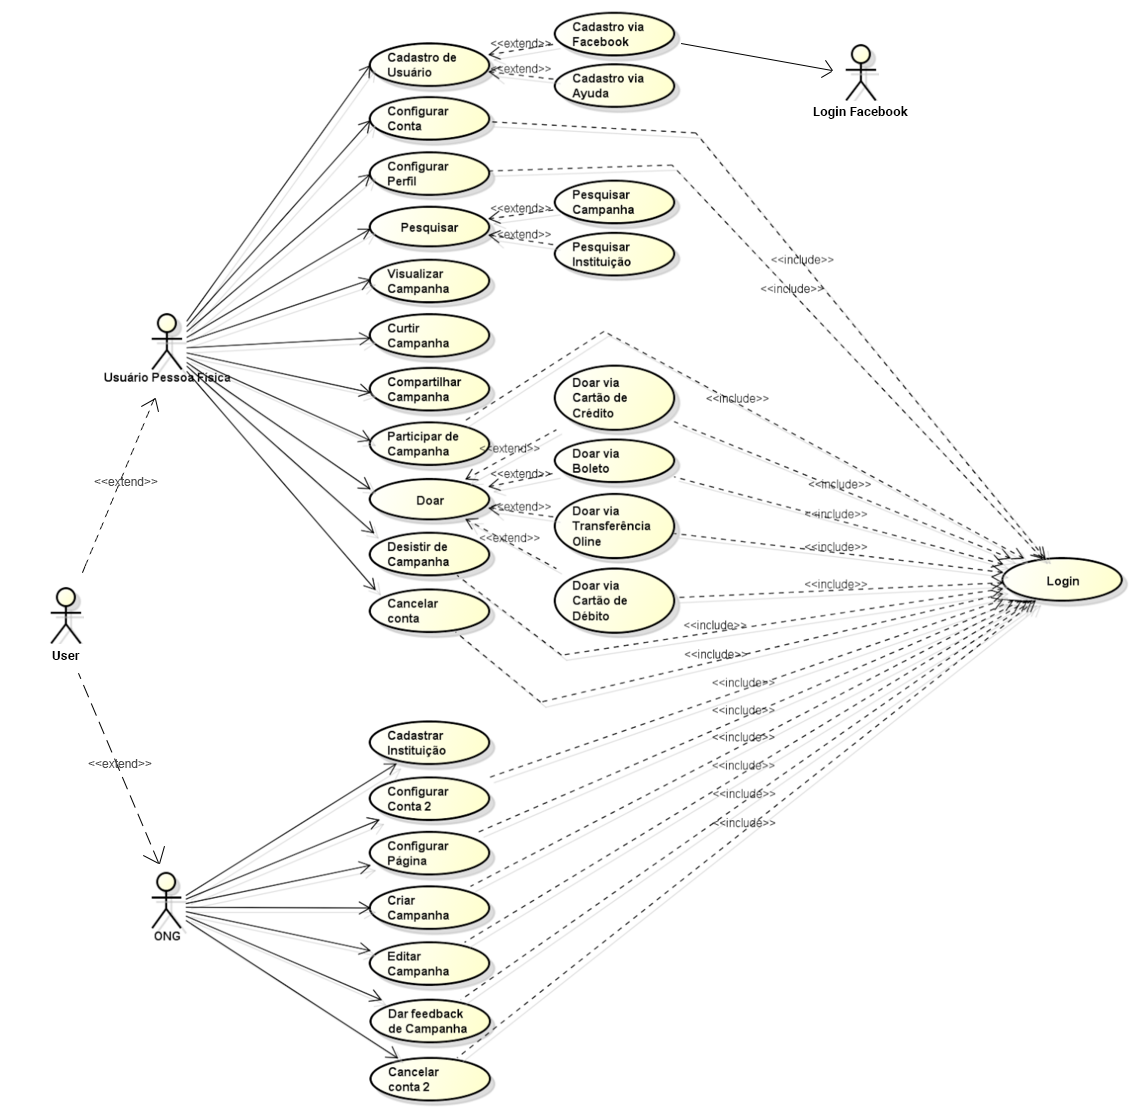 Cadastro via
Facebook
<<extend>>
Cadastro de
Usuário
<<extend>>
Cadastro via
Ayuda
Login Facebook
Configurar
Conta
Configurar
Perfil
Pesquisar
Campanha
<<extend>>
Pesquisar
<<extend>>
Pesquisar
Instituição
<<include>>
Visualizar
Campanha
<<include>>
Curtir
Campanha
Usuário Pessoa Física
Compartilhar
Campanha
Doar via
Cartão de
Crédito
<<include>>
Participar de
Campanha
<<extend>>
Doar via
Boleto
<<extend>>
<<extend>>
<<include>>
Doar
<<extend>>
Doar via
Transferência
Oline
<<include>>
<<extend>>
Desistir de
Campanha
<<include>>
Doar via
Cartão de
Débito
<<include>>
Login
Cancelar
conta
<<include>>
User
<<include>>
<<include>>
<<include>>
Cadastrar
Instituição
<<include>>
<<extend>>
<<include>>
Configurar
Conta 2
<<include>>
<<include>>
Configurar
Página
Criar
Campanha
ONG
Editar
Campanha
Dar feedback
de Campanha
Cancelar
conta 2